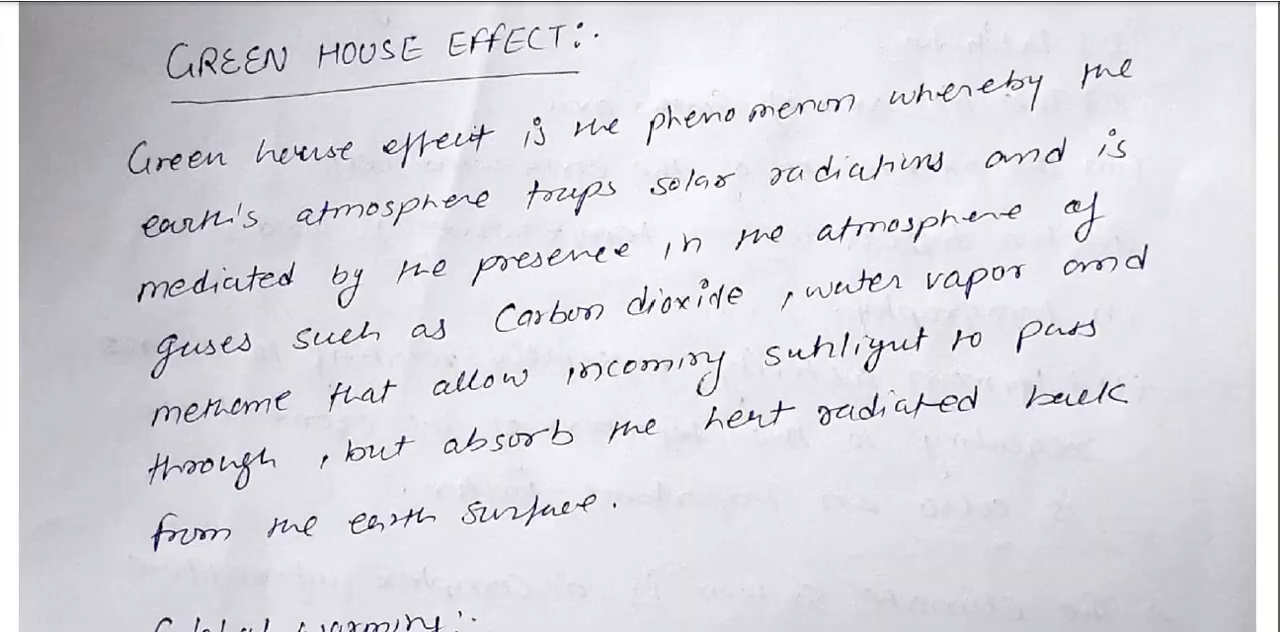 GREEN HOUSE EFFECT:.
Green house effect is the phenomenon whereby the
earth's atmosphere traps solar radiations and is
mediated by the presence in the atmosphere of
gases such as Carbon dioxide , water vapor and
methane that allow incoming sunlight to pass
through , but absorb the heat radiated back
from the earth surface.
Global warming:.